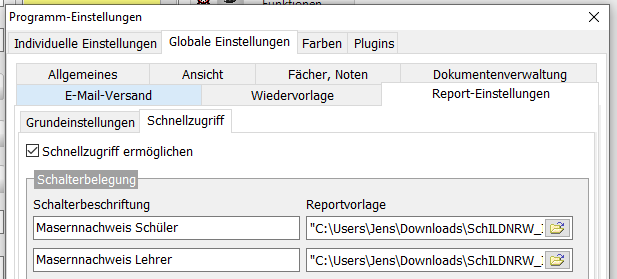 Funktionen
Programm-Einstellungen
Individuelle Einstellungen Globale Einstellungen Farben Plugins
Allgemeines Ansicht Fächer, Noten Dokumentenverwaltung
E-Mail-Versand Wiedervorlage Report-Einstellungen
Grundeinstellungen Schnellzugriff
Schnellzugriff ermöglichen
Schalterbelegung
Schalterbeschriftung Reportvorlage
Masernnachweis Schüler "C:\Users\Jens\Downloads\SchILDNRW_
Masernnachweis Lehrer "C:\Users\Jens\Downloads\SchILDNRW_